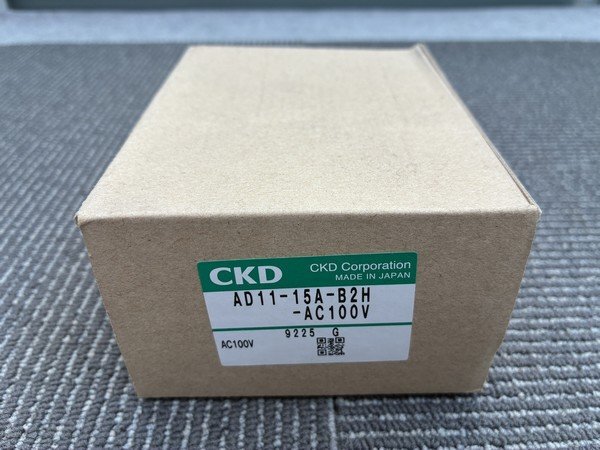 CKD
CKD Corporation
MADE IN JAPAN
AD11-15A-B2H
-AC100V
9225 G
AC100V